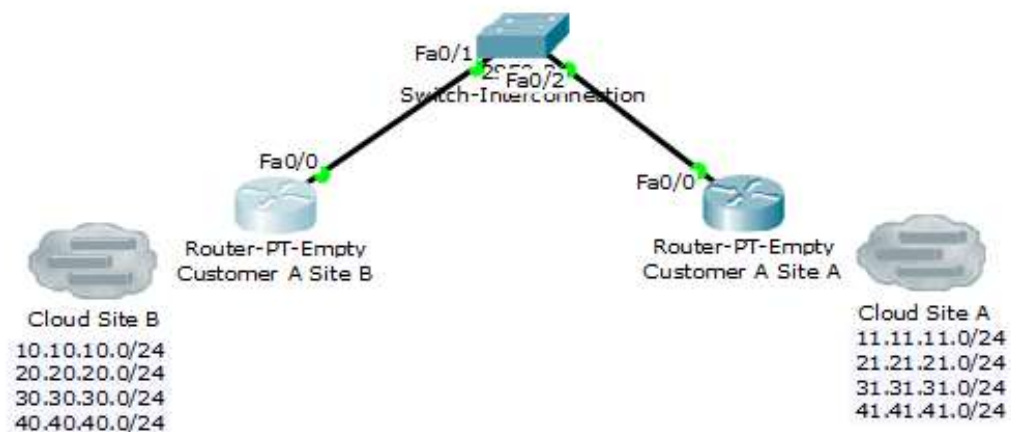 Fa0/1
Fa0/2
Switch-Interconnection
Fa0/0
Router-PT-Empty
Customer A Site B
Fa0/0
Router-PT-Empty
Customer A Site A
Cloud Site B
10.10.10.0/24
20.20.20.0/24
30.30.30.0/24
40.40.40.0/24
Cloud Site A
11.11.11.0/24
21.21.21.0/24
31.31.31.0/24
41.41.41.0/24